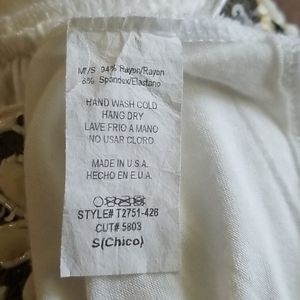 M/S 94% Rayon/Rayon
6% Spandex/Elastano
HAND WASH COLD
HANG DRY
LAVE FRIO A MANO
NO USAR CLORO
MADE IN U.S.A.
HECHO EN E.U.A.
STYLE# T2751-426
CUT# 5803
S(Chico)